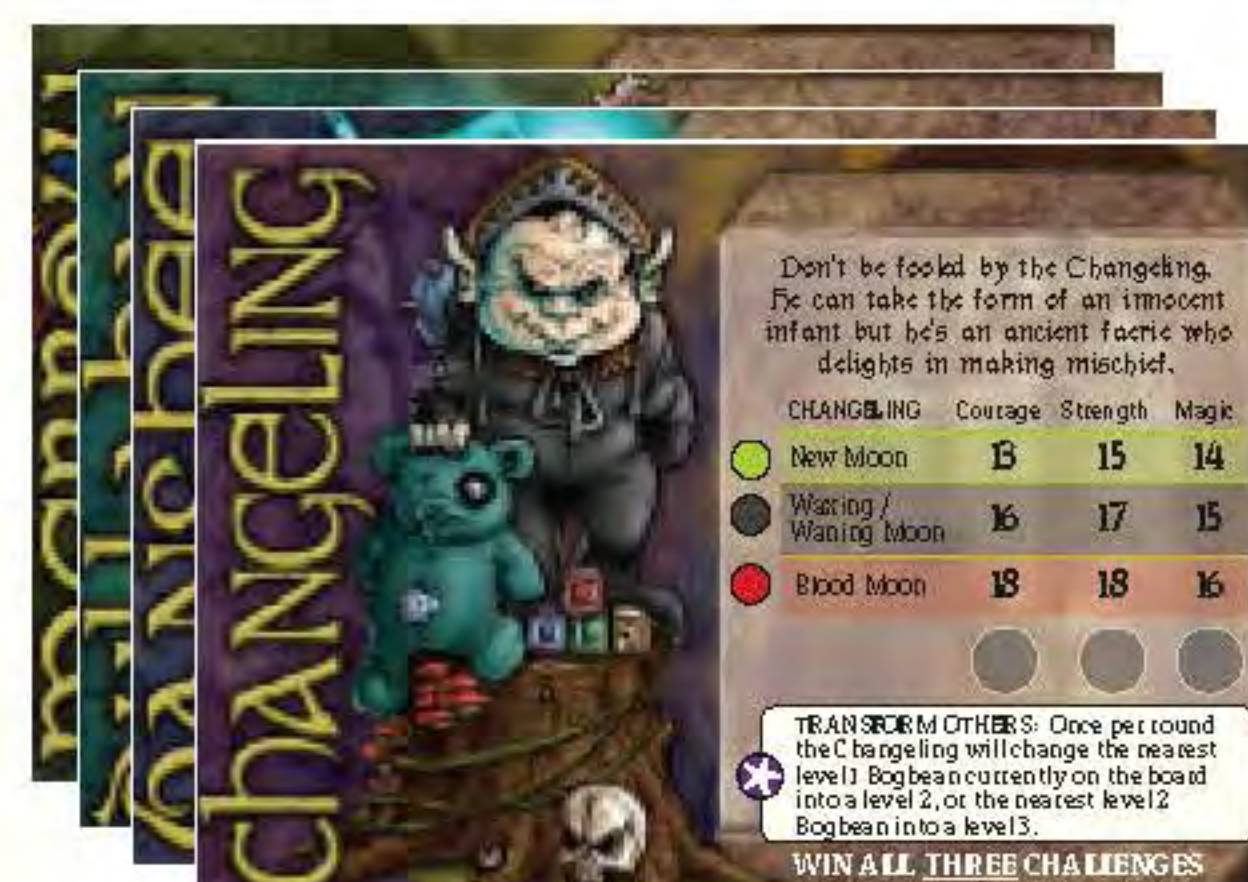 CHANGELING
Don't be fooled by the Changeling.
He can take the form of an innocent
infant but he's an ancient faerie who
delights in making mischief.
CHANGELING Courage Strength Magic
New Moon 13 15 14
Waxing /
Waning Moon 16 17 15
Blood Moon 18 18 16
TRANSFORM OTHERS: Once per round
the Changeling will change the nearest
level 1 Bogbean currently on the board
into a level 2, or the nearest level 2
Bogbean into a level 3.
WIN ALL THREE CHALLENGES